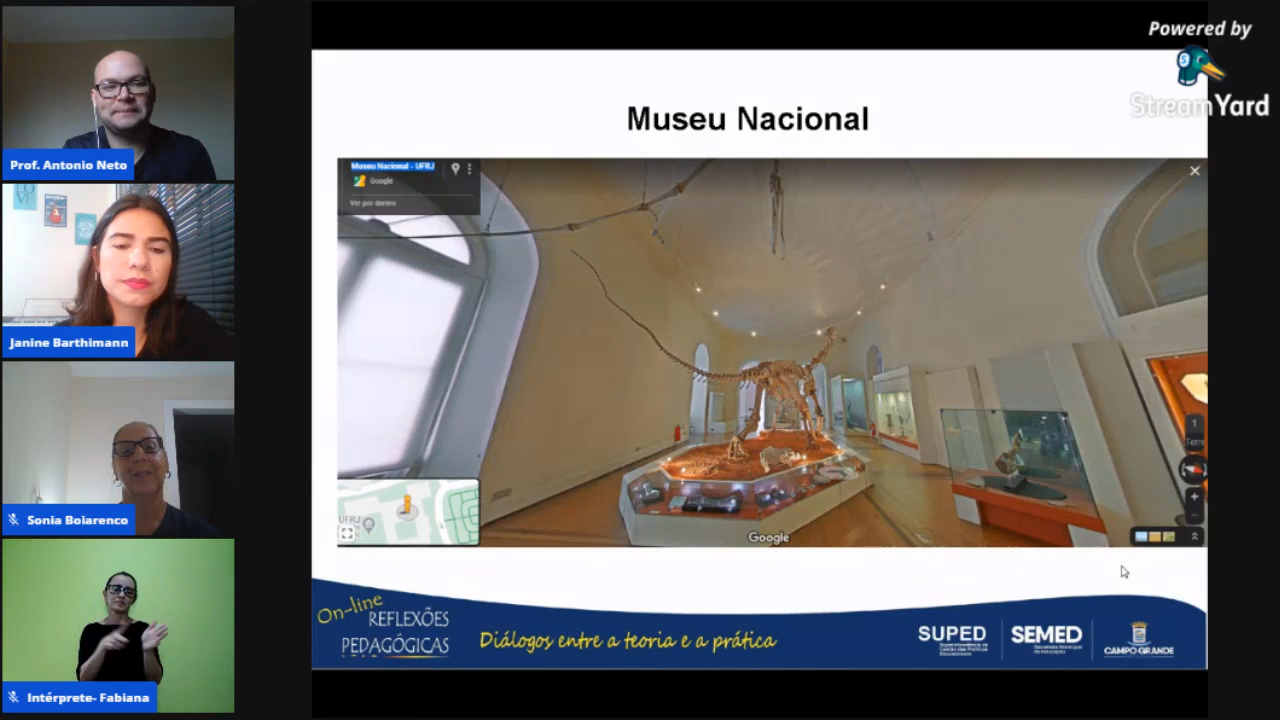 Prof. Antonio Neto
Janine Barthimann
Sonia Boiarenco
Intérprete- Fabiana
Powered by
StreamYard
Museu Nacional
Museu Nacional - UFRJ
Google
Ver por dentro
UFRJ
Google
1
On-line
REFLEXÕES
PEDAGÓGICAS
Diálogos entre a teoria e a prática
SUPED
SEMED
CAMPO GRANDE